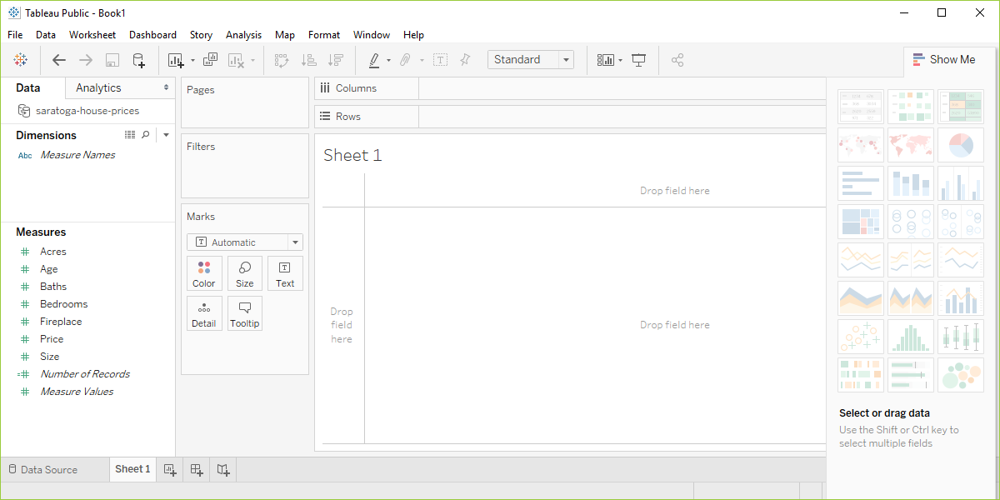 Tableau Public - Book1
File Data Worksheet Dashboard Story Analysis Map Format Window Help
Standard
Show Me
Data Analytics
saratoga-house-prices
Dimensions
Abc Measure Names
Measures
Acres
Age
Baths
Bedrooms
Fireplace
Price
Size
Number of Records
Measure Values
Pages
Filters
Marks
Automatic
Color Size Text
Detail Tooltip
Columns
Rows
Sheet 1
Drop field here
Drop
field
here
Drop field here
Select or drag data
Use the Shift or Ctrl key to
select multiple fields
Data Source Sheet 1